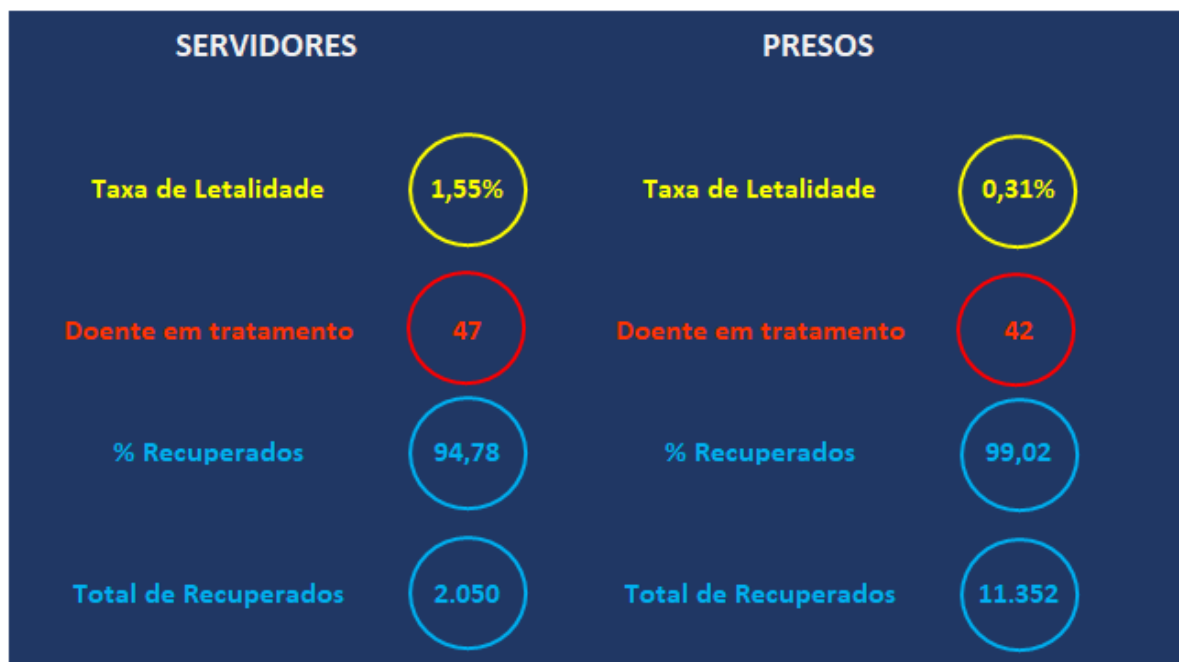 SERVIDORES
Taxa de Letalidade 1,55%
Doente em tratamento 47
% Recuperados 94,78
Total de Recuperados 2.050
PRESOS
Taxa de Letalidade 0,31%
Doente em tratamento 42
% Recuperados 99,02
Total de Recuperados 11.352